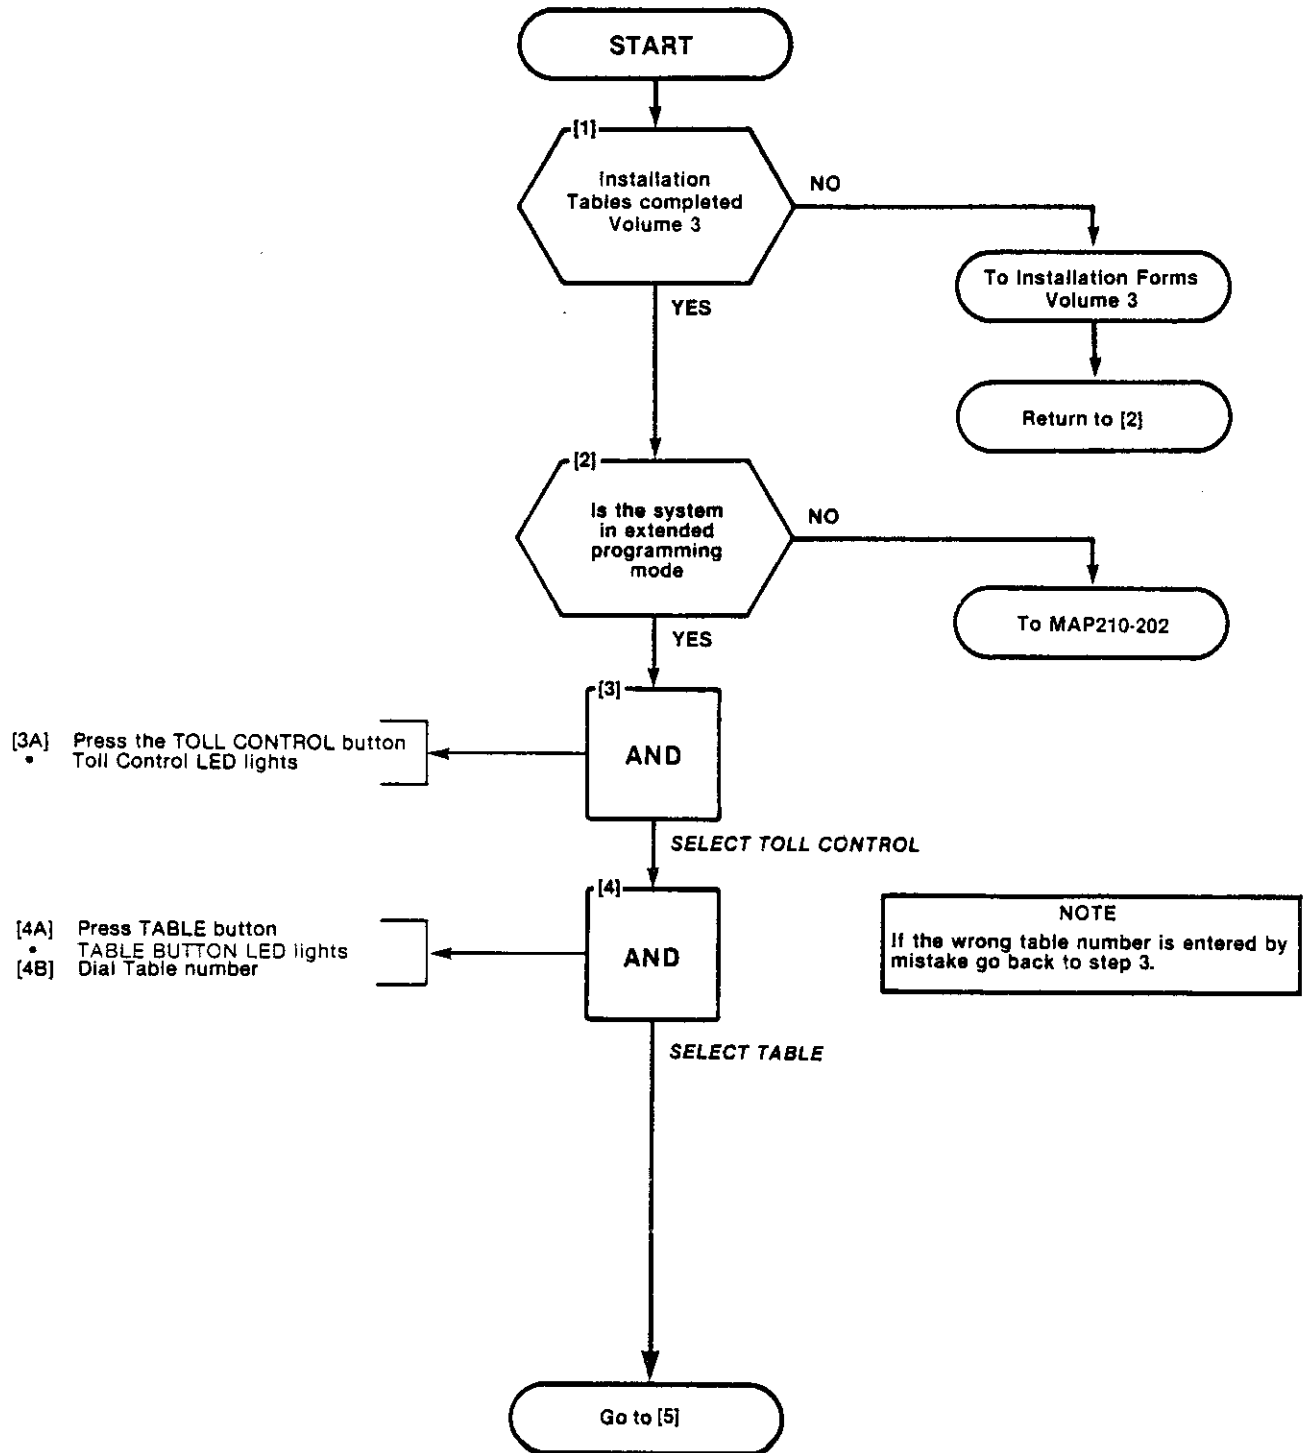 START
[1]
Installation
Tables completed
Volume 3
NO
To Installation Forms
Volume 3
YES
Return to [2]
[2]
Is the system
in extended
programming
mode
NO
To MAP210-202
YES
[3]
AND
[3A] Press the TOLL CONTROL button
• Toll Control LED lights
SELECT TOLL CONTROL
[4]
AND
[4A] Press TABLE button
• TABLE BUTTON LED lights
[4B] Dial Table number
NOTE
If the wrong table number is entered by
mistake go back to step 3.
SELECT TABLE
Go to [5]